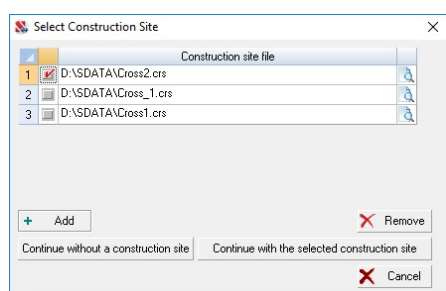 Select Construction Site
Construction site file
1 D:\SDATA\Cross2.crs
2 D:\SDATA\Cross_1.crs
3 D:\SDATA\Cross1.crs
Add Remove
Continue without a construction site Continue with the selected construction site
Cancel